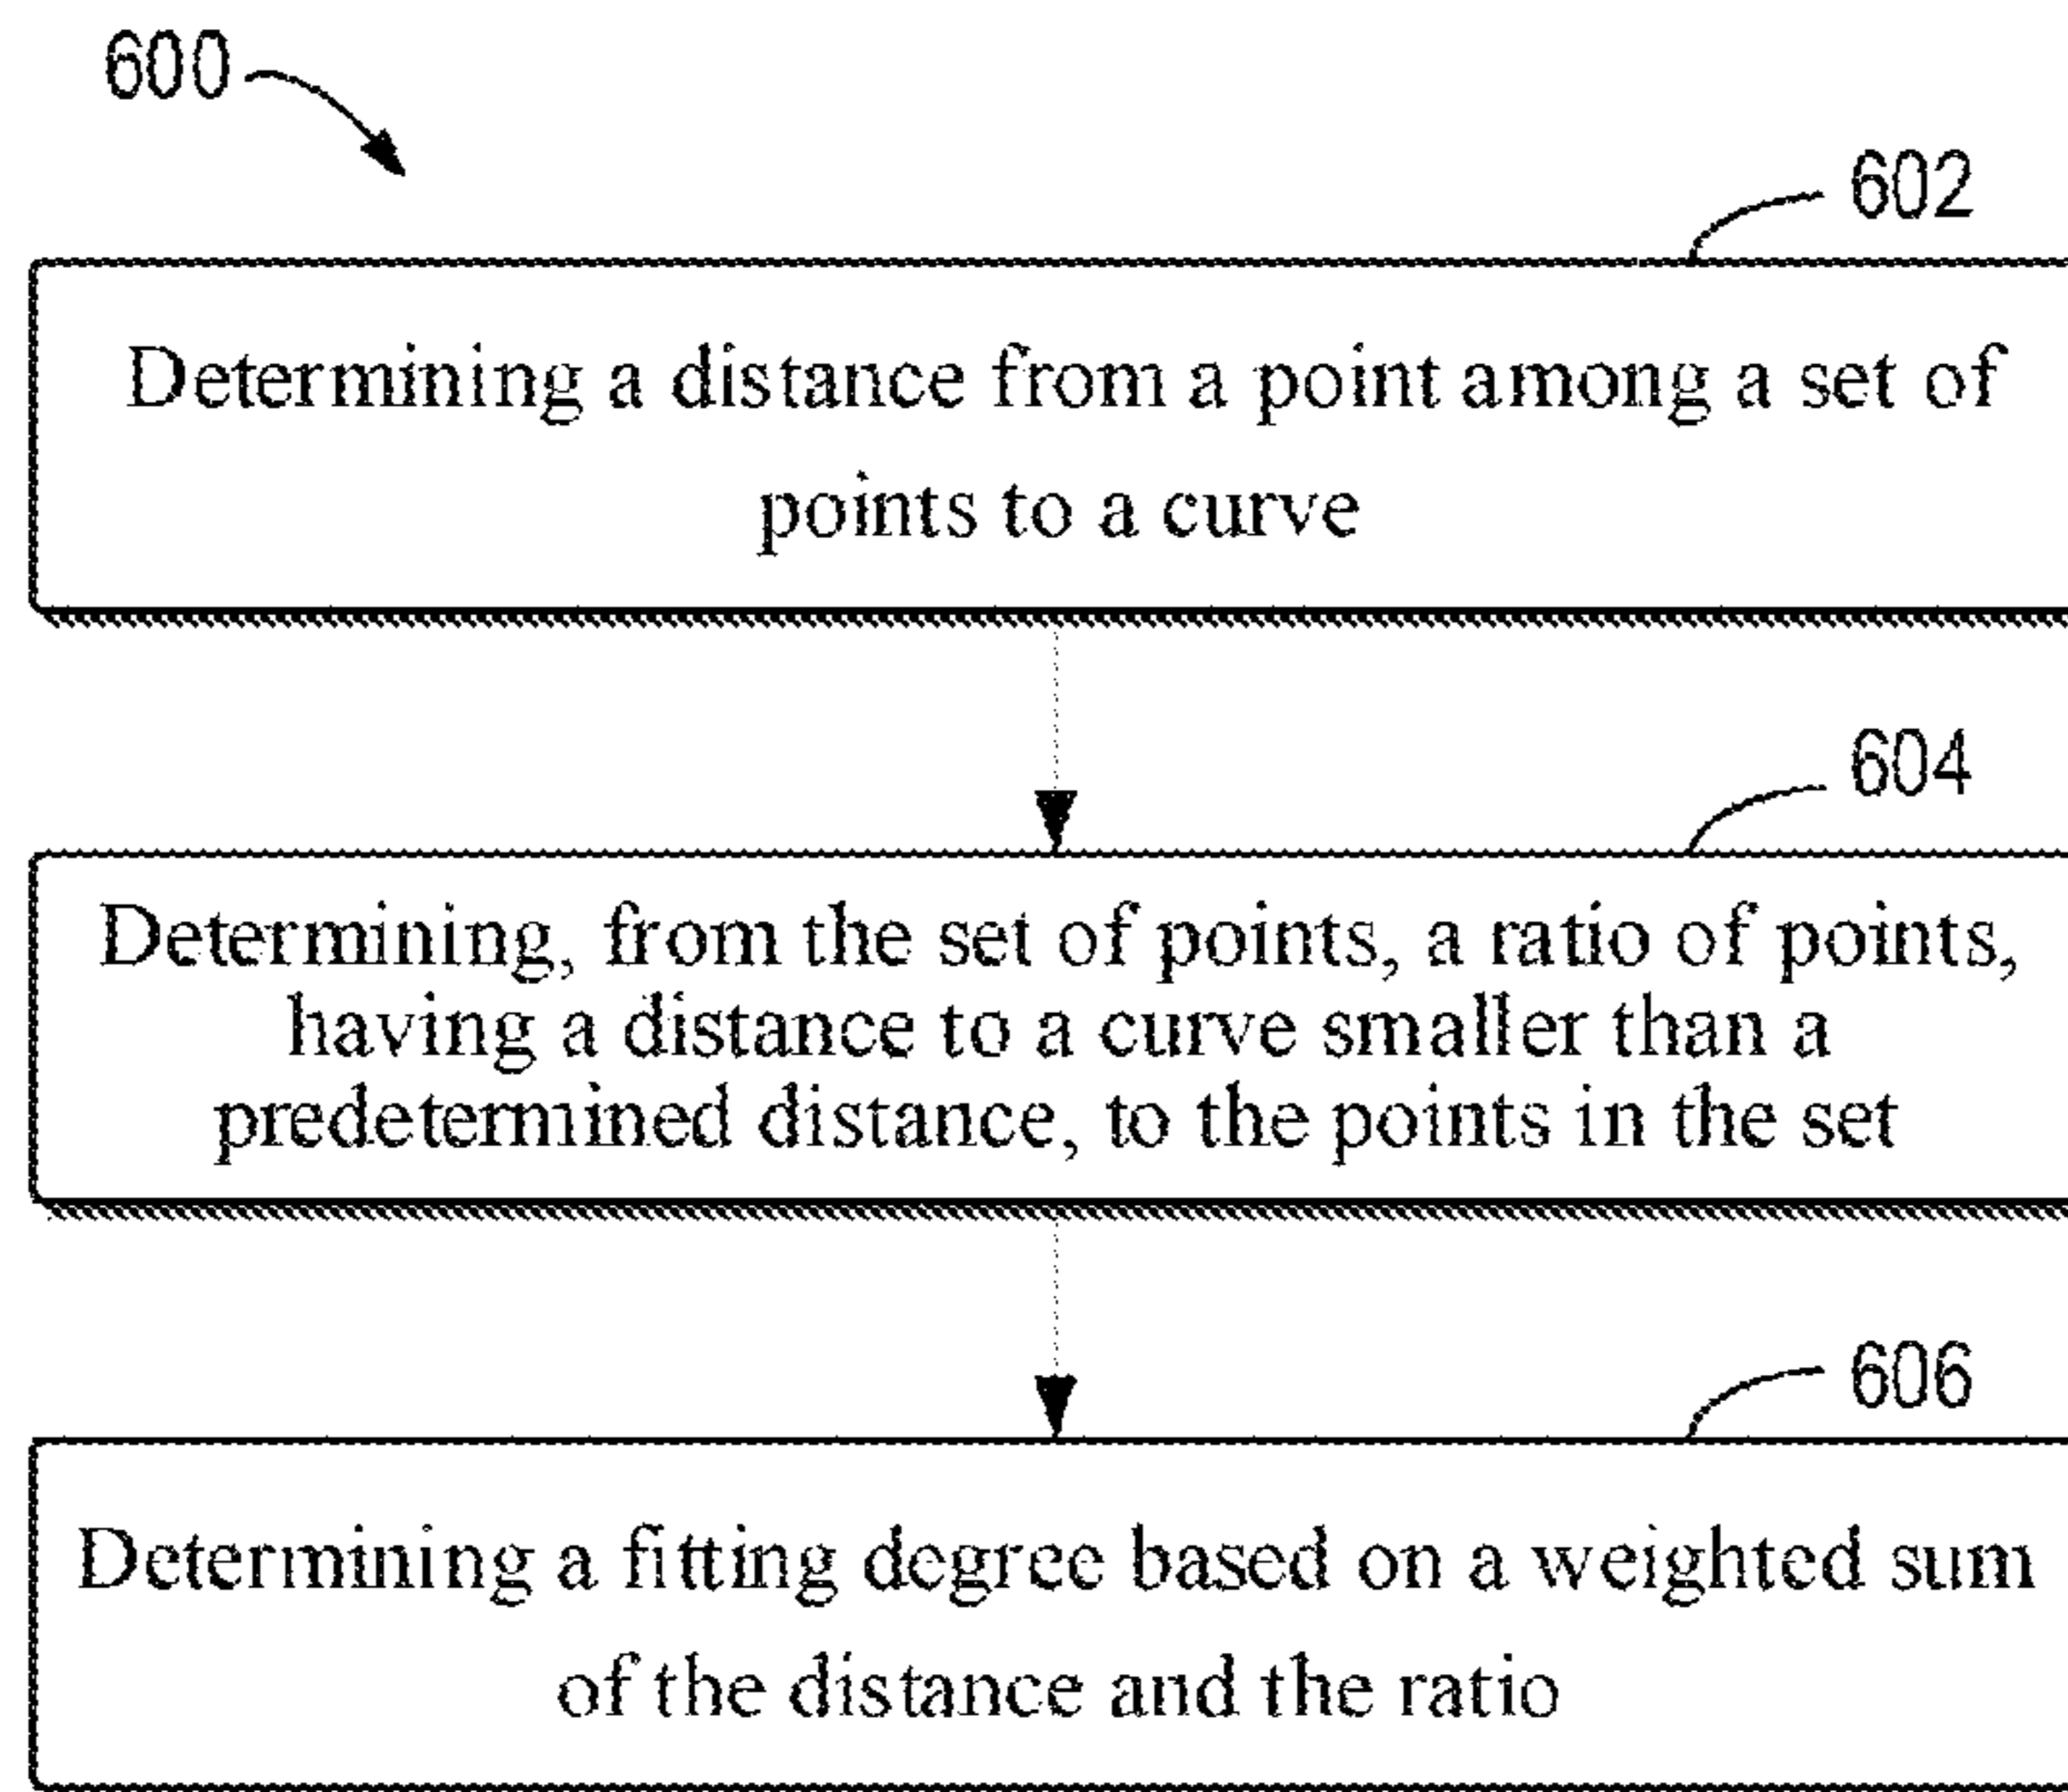 600
602
Determining a distance from a point among a set of
points to a curve
604
Determining, from the set of points, a ratio of points,
having a distance to a curve smaller than a
predetermined distance, to the points in the set
606
Determining a fitting degree based on a weighted sum
of the distance and the ratio